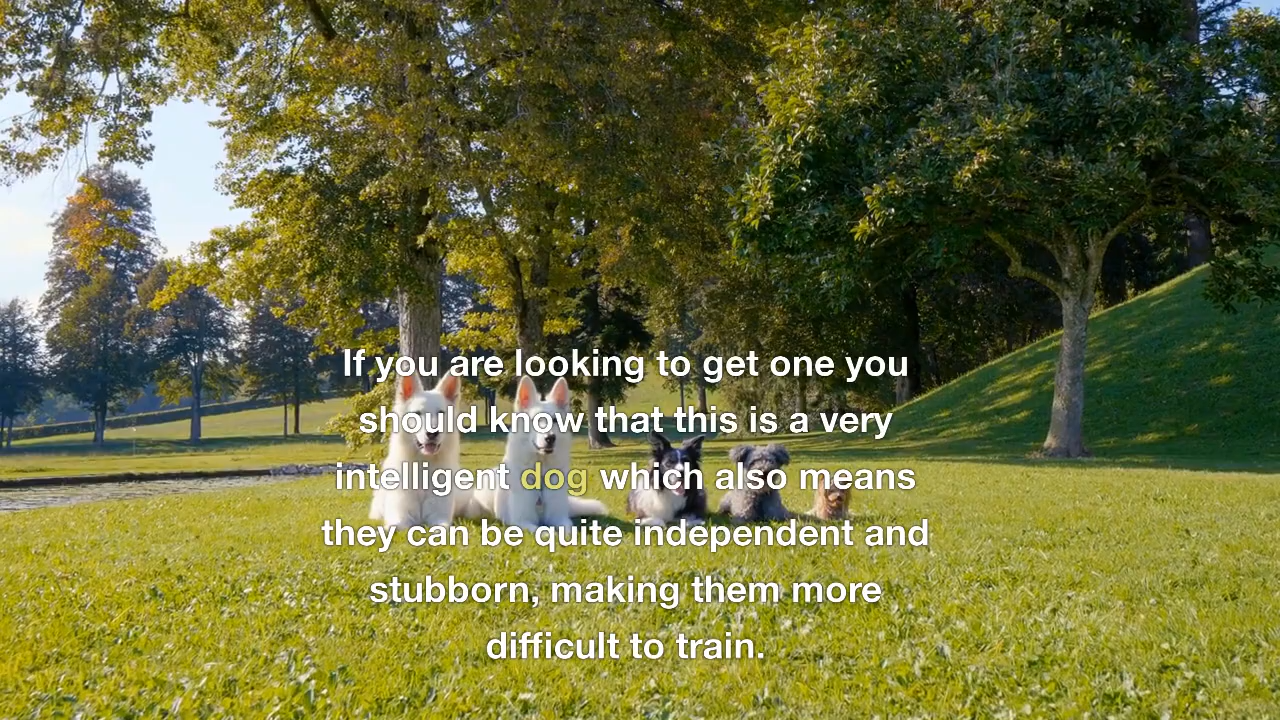 If you are looking to get one you
should know that this is a very
intelligent dog which also means
they can be quite independent and
stubborn, making them more
difficult to train.